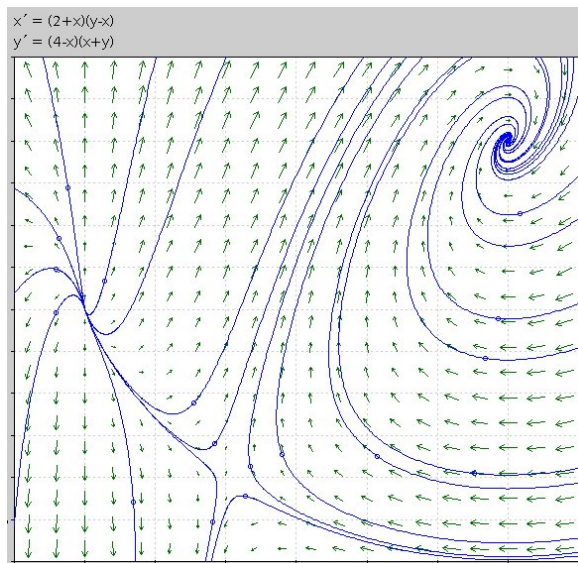 x´ = (2+x)(y-x)
y´ = (4-x)(x+y)